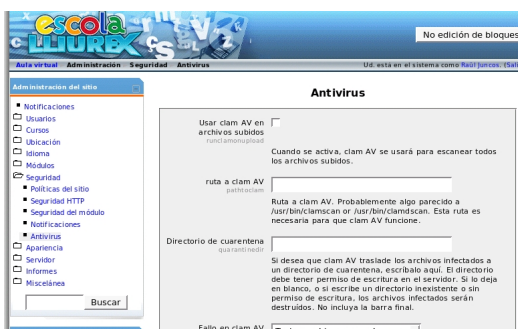 escola
LLIUREX
No edición de bloques
Aula virtual Administración Seguridad Antivirus
Ud. está en el sistema como Raül Juncos. (Sali
Administración del sitio
Notificaciones
Usuarios
Cursos
Ubicación
Idioma
Módulos
Seguridad
Políticas del sitio
Seguridad HTTP
Seguridad del módulo
Notificaciones
Antivirus
Apariencia
Servidor
Informes
Miscelánea
Buscar
Antivirus
Usar clam AV en
archivos subidos
runclamonupload
Cuando se activa, clam AV se usará para escanear todos
los archivos subidos.
ruta a clam AV
pathtoclam
Ruta a clam AV. Probablemente algo parecido a
/usr/bin/clamscan or /usr/bin/clamdscan. Esta ruta es
necesaria para que clam AV funcione.
Directorio de cuarentena
quarantinedir
Si desea que clam AV traslade los archivos infectados a
un directorio de cuarentena, escríbalo aquí. El directorio
debe tener permiso de escritura en el servidor. Si lo deja
en blanco, o si escribe un directorio inexistente o sin
permiso de escritura, los archivos infectados serán
destruidos. No incluya la barra final.
Fallo en clam AV